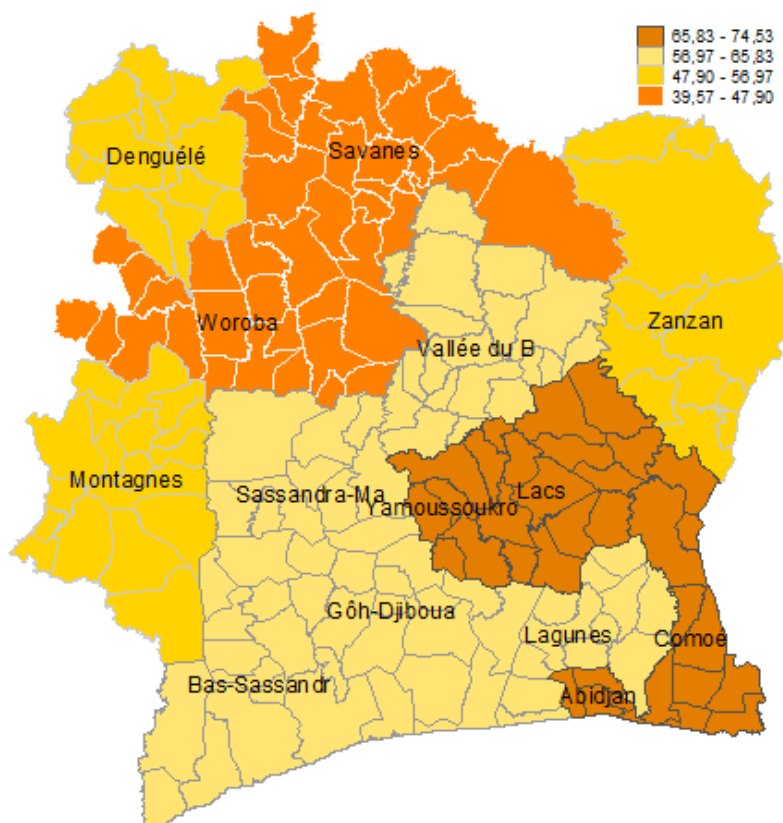 65,83 - 74,53
56,97 - 65,83
47,90 - 56,97
39,57 - 47,90
Denguélé
Savanes
Woroba
Zanzan
Vallée du B
Montagnes
Sassandra-Ma
Yamoussoukro
Lacs
Gôh-Djiboua
Lagunes
Comoé
Bas-Sassandr
Abidjan